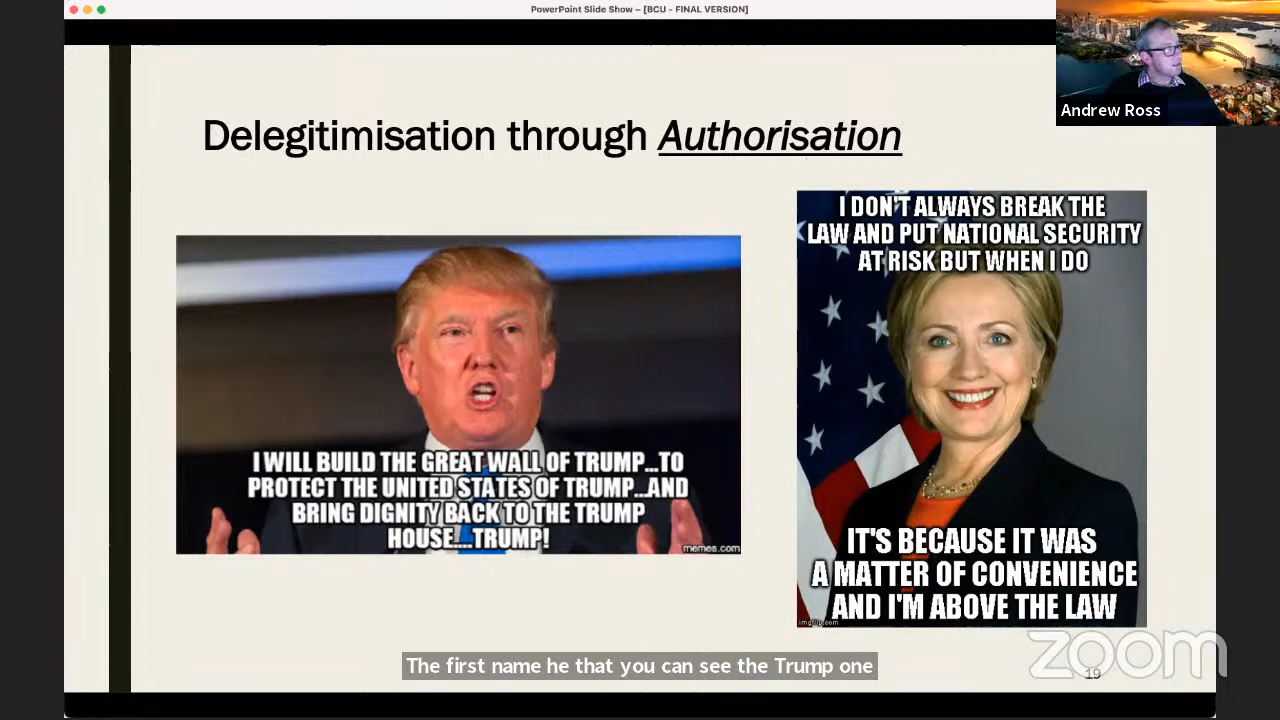 PowerPoint Slide Show – [BCU - FINAL VERSION]
Andrew Ross
Delegitimisation through Authorisation
I WILL BUILD THE GREAT WALL OF TRUMP...TO
PROTECT THE UNITED STATES OF TRUMP...AND
BRING DIGNITY BACK TO THE TRUMP
HOUSE....TRUMP!
memes.com
I DON'T ALWAYS BREAK THE
LAW AND PUT NATIONAL SECURITY
AT RISK BUT WHEN I DO
IT'S BECAUSE IT WAS
A MATTER OF CONVENIENCE
AND I'M ABOVE THE LAW
imgflip.com
The first name he that you can see the Trump one
zoom
19